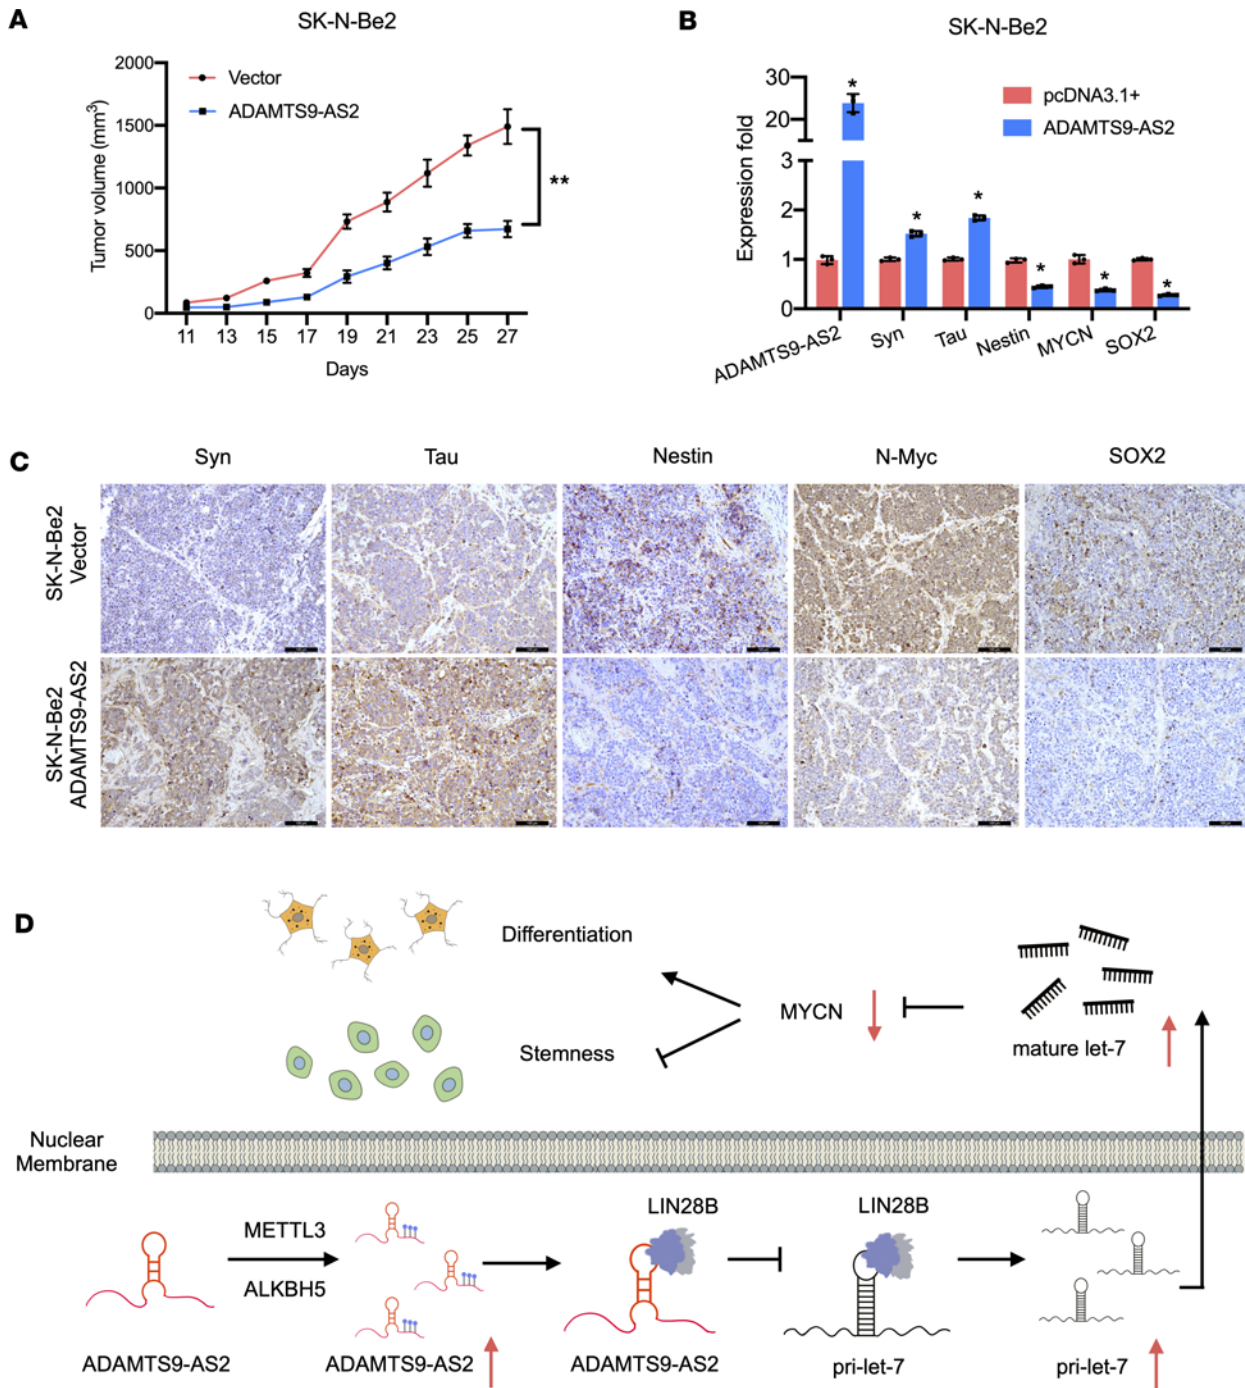 A
SK-N-Be2
Tumor volume (mm³)
2000
1500
1000
500
0
Vector
ADAMTS9-AS2
**
11 13 15 17 19 21 23 25 27
Days
B
SK-N-Be2
Expression fold
30
20
3
2
1
0
pcDNA3.1+
ADAMTS9-AS2
* * * * * *
ADAMTS9-AS2 Syn Tau Nestin MYCN SOX2
C
Syn Tau Nestin N-Myc SOX2
SK-N-Be2
Vector
SK-N-Be2
ADAMTS9-AS2
D
Differentiation
MYCN
Stemness
mature let-7
Nuclear
Membrane
LIN28B LIN28B
METTL3
ALKBH5
ADAMTS9-AS2 ADAMTS9-AS2 ADAMTS9-AS2 pri-let-7 pri-let-7